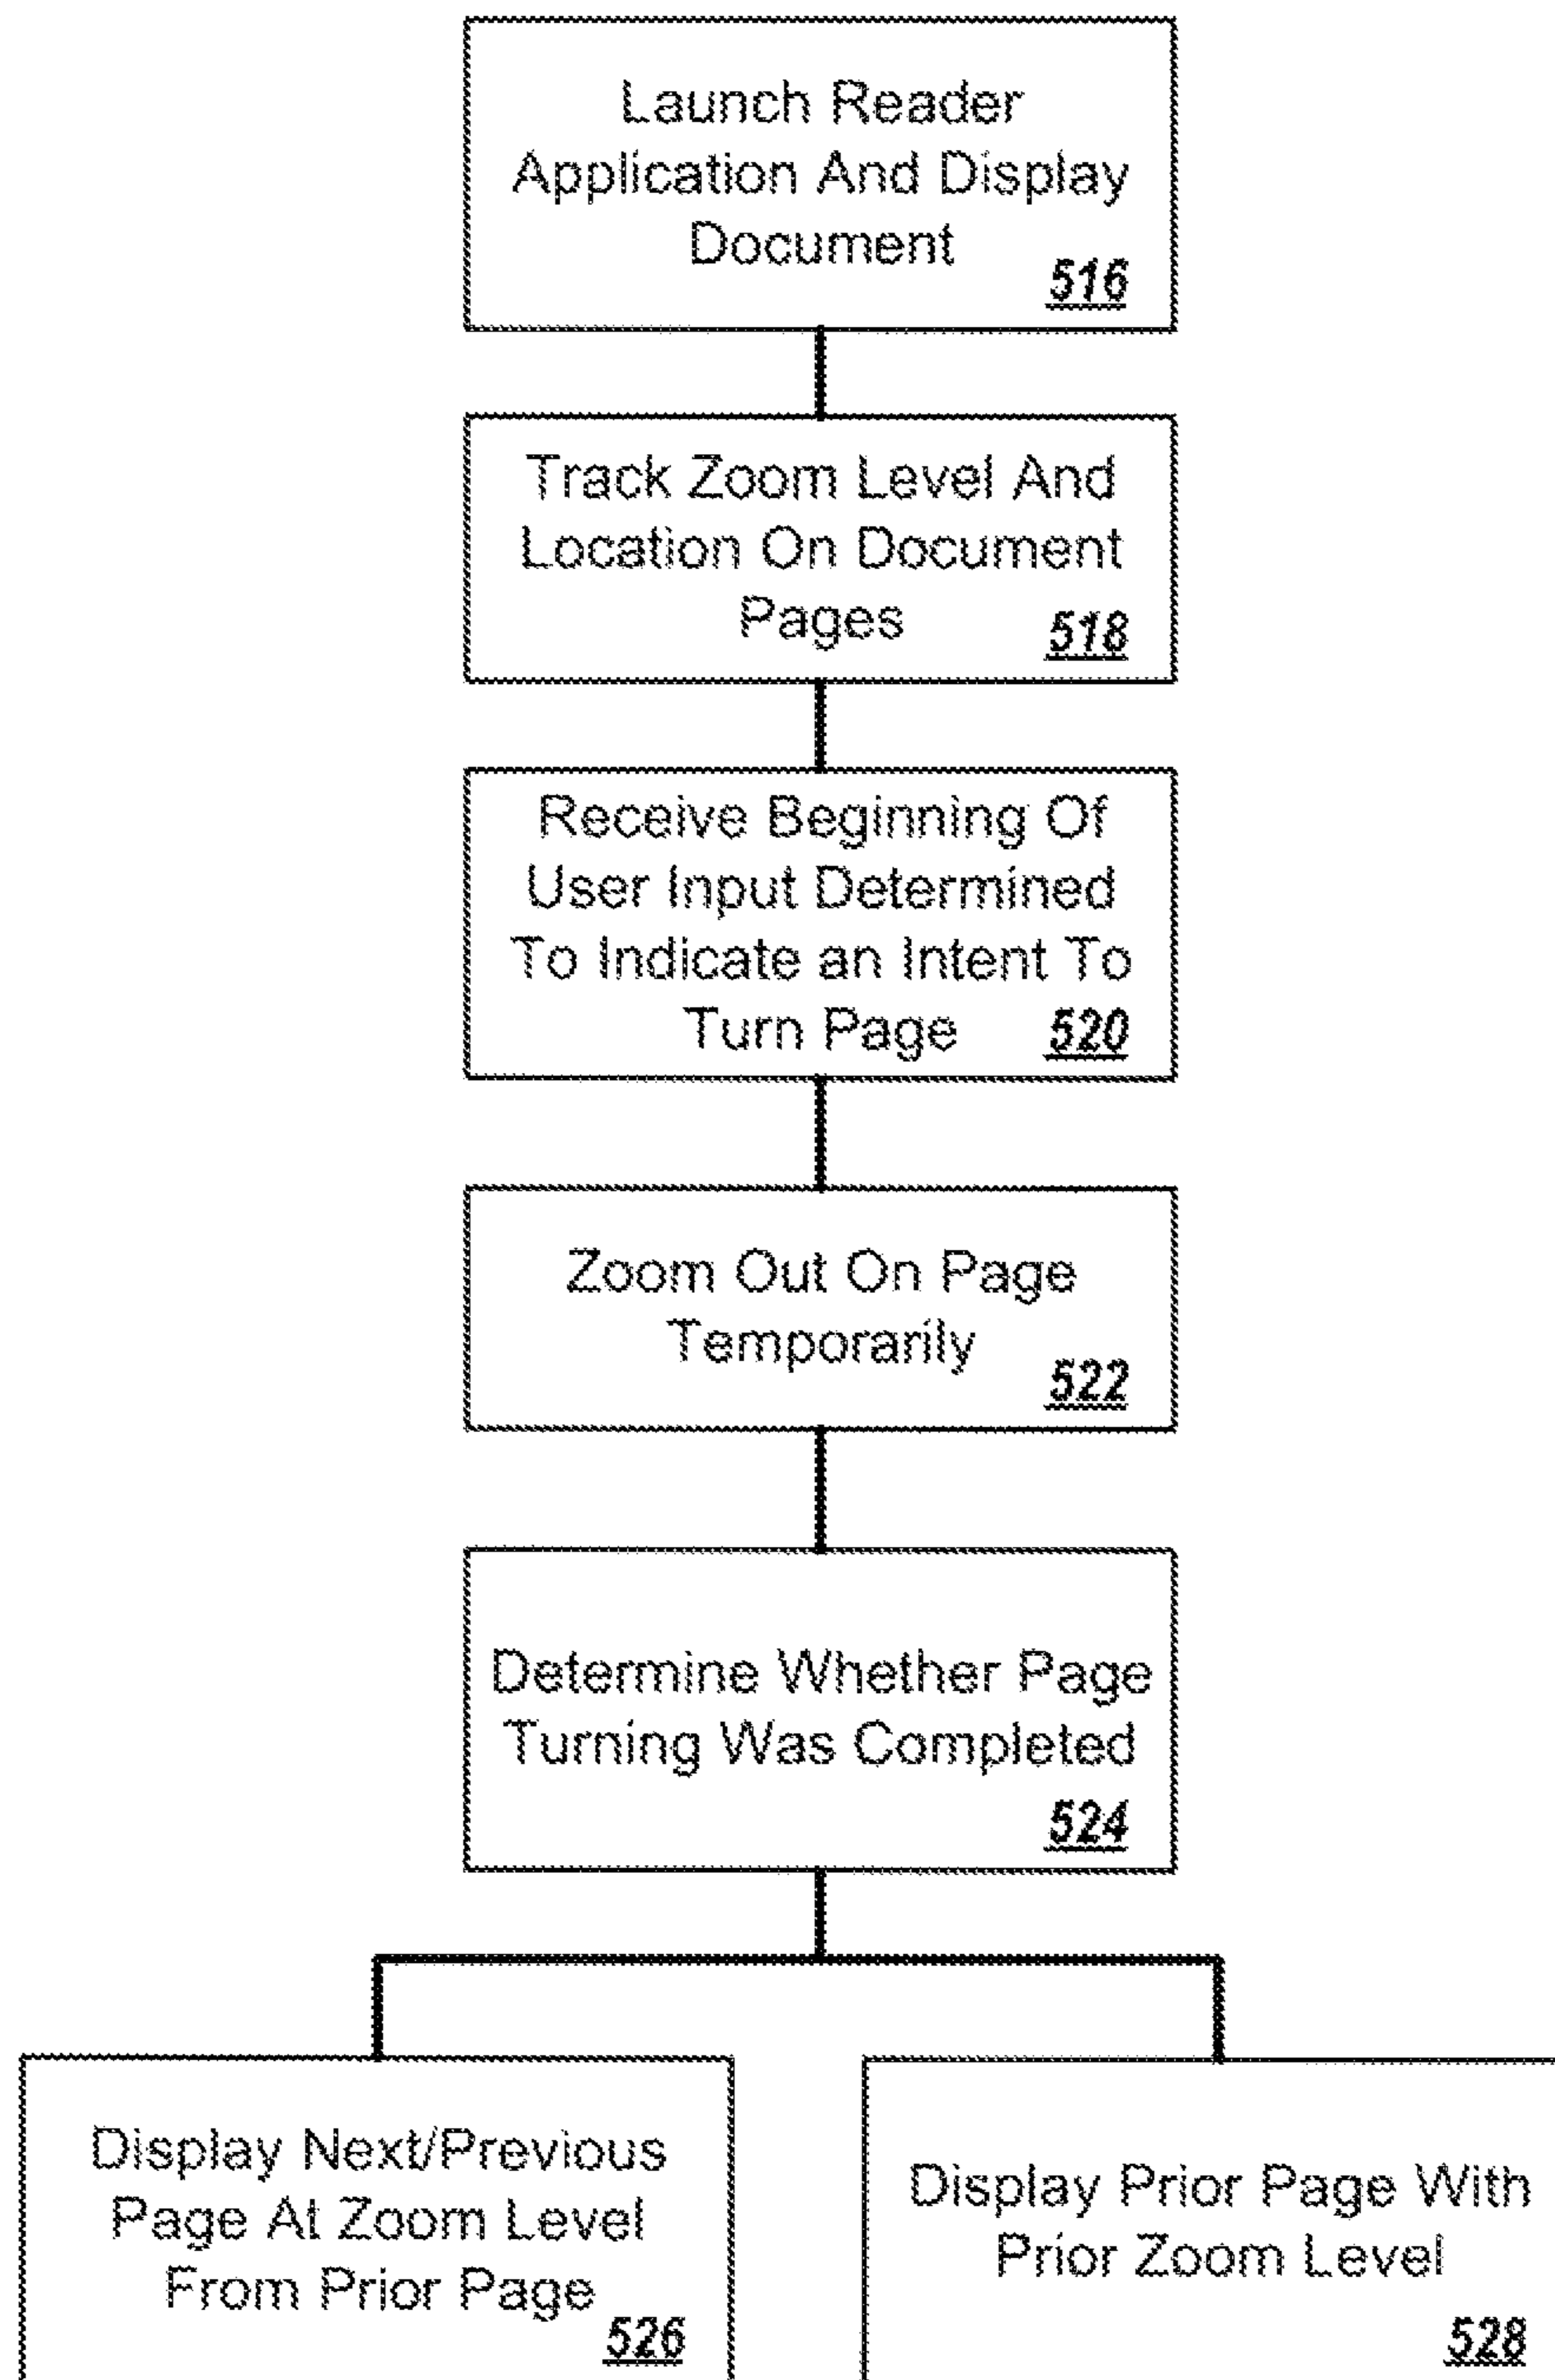 Launch Reader
Application And Display
Document
516
Track Zoom Level And
Location On Document
Pages
518
Receive Beginning Of
User Input Determined
To Indicate an Intent To
Turn Page
520
Zoom Out On Page
Temporarily
522
Determine Whether Page
Turning Was Completed
524
Display Next/Previous
Page At Zoom Level
From Prior Page
526
Display Prior Page With
Prior Zoom Level
528